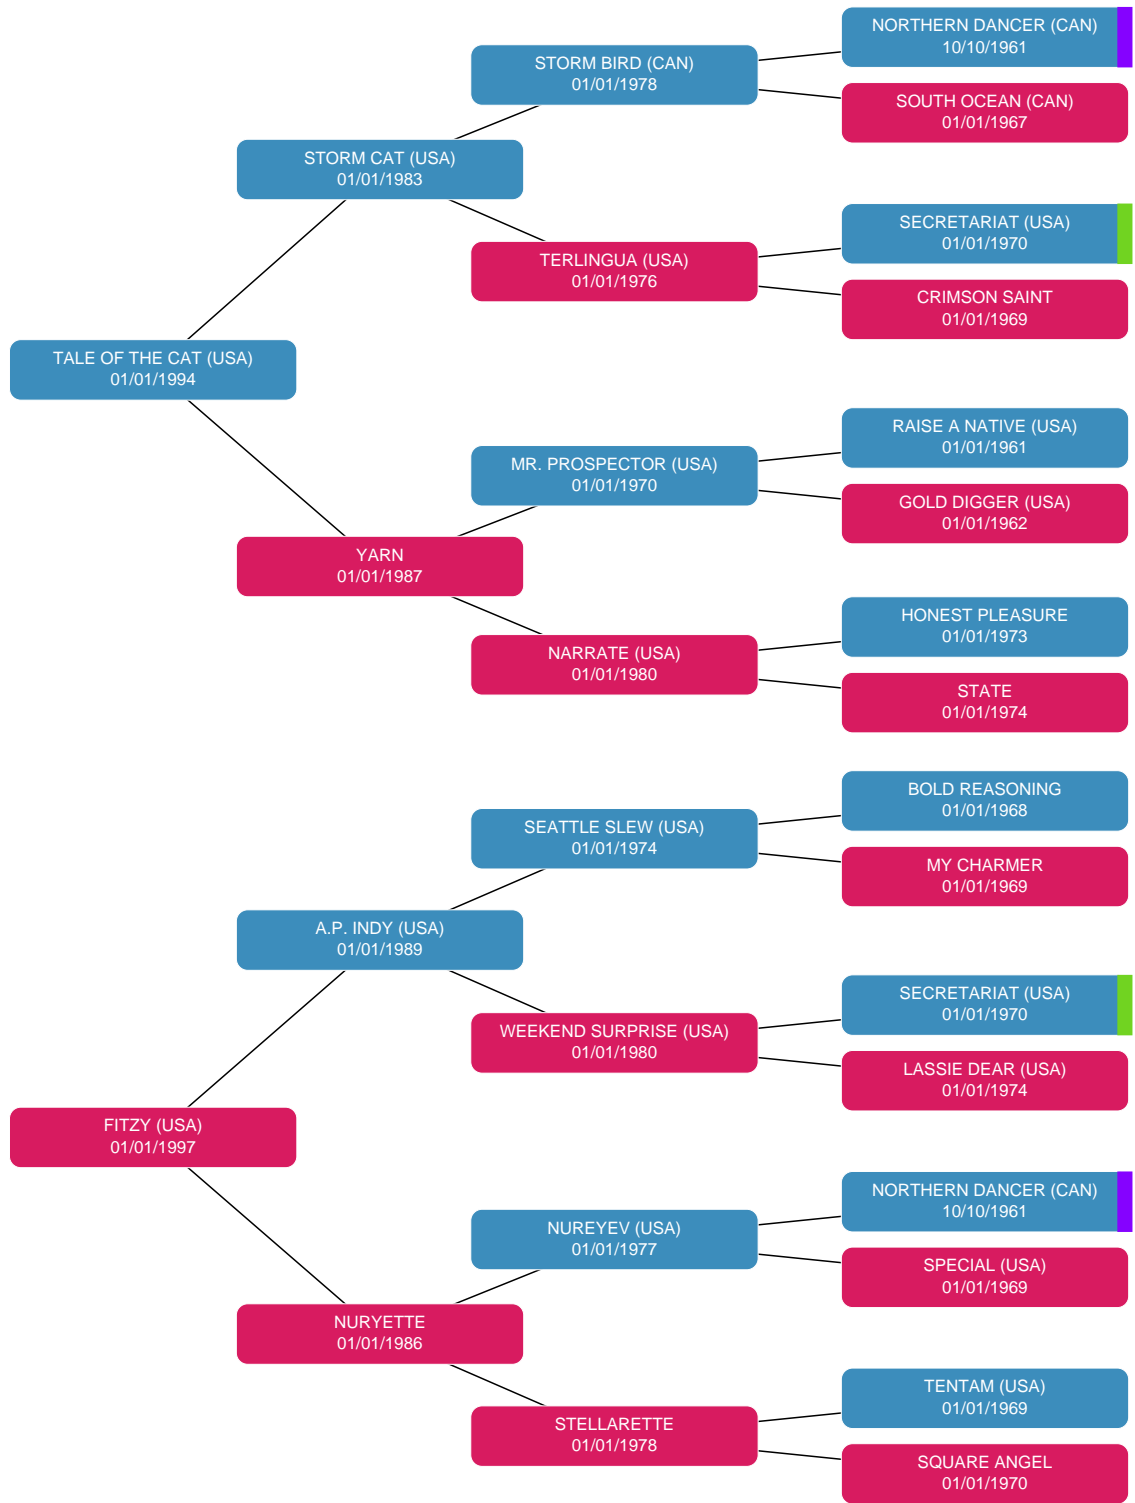 NORTHERN DANCER (CAN)
10/10/1961
STORM BIRD (CAN)
01/01/1978
SOUTH OCEAN (CAN)
01/01/1967
STORM CAT (USA)
01/01/1983
SECRETARIAT (USA)
01/01/1970
TERLINGUA (USA)
01/01/1976
CRIMSON SAINT
01/01/1969
TALE OF THE CAT (USA)
01/01/1994
RAISE A NATIVE (USA)
01/01/1961
MR. PROSPECTOR (USA)
01/01/1970
GOLD DIGGER (USA)
01/01/1962
YARN
01/01/1987
HONEST PLEASURE
01/01/1973
NARRATE (USA)
01/01/1980
STATE
01/01/1974
BOLD REASONING
01/01/1968
SEATTLE SLEW (USA)
01/01/1974
MY CHARMER
01/01/1969
A.P. INDY (USA)
01/01/1989
SECRETARIAT (USA)
01/01/1970
WEEKEND SURPRISE (USA)
01/01/1980
LASSIE DEAR (USA)
01/01/1974
FITZY (USA)
01/01/1997
NORTHERN DANCER (CAN)
10/10/1961
NUREYEV (USA)
01/01/1977
SPECIAL (USA)
01/01/1969
NURYETTE
01/01/1986
TENTAM (USA)
01/01/1969
STELLARETTE
01/01/1978
SQUARE ANGEL
01/01/1970